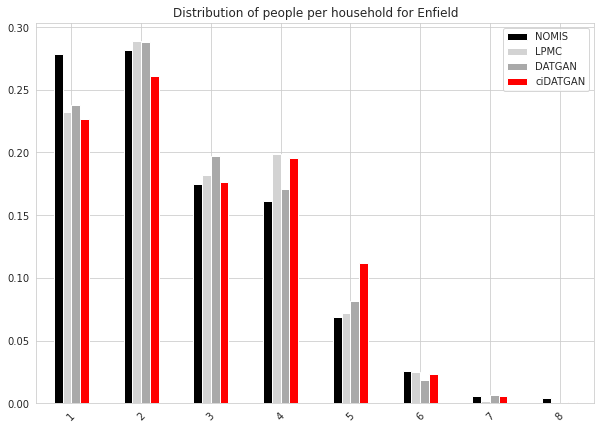 Distribution of people per household for Enfield
NOMIS
LPMC
DATGAN
ciDATGAN
0.30
0.25
0.20
0.15
0.10
0.05
0.00
1 2 3 4 5 6 7 8